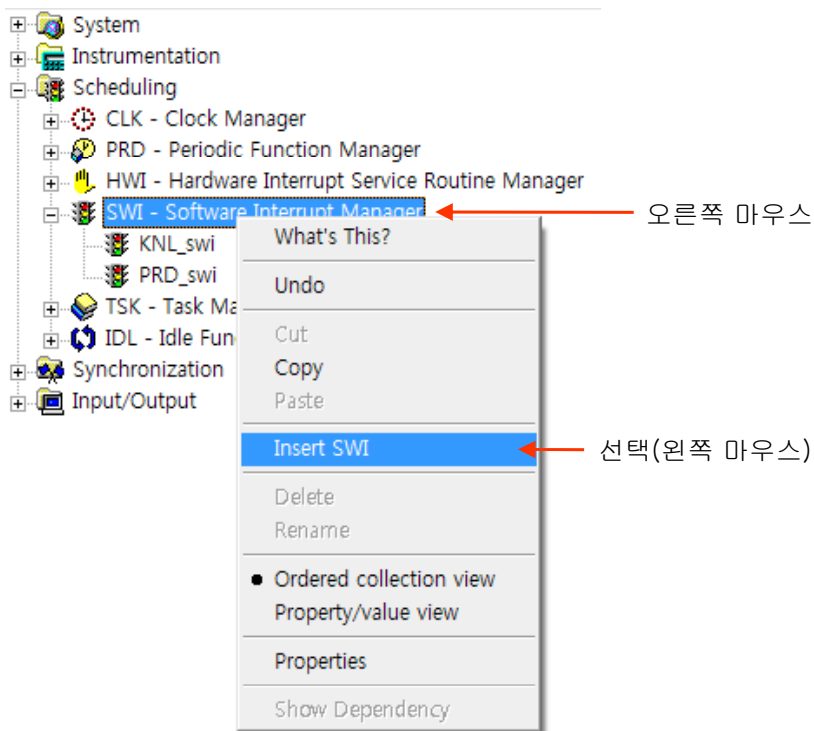 System
Instrumentation
Scheduling
CLK - Clock Manager
PRD - Periodic Function Manager
HWI - Hardware Interrupt Service Routine Manager
SWI - Software Interrupt Manager
오른쪽 마우스
KNL_swi
PRD_swi
TSK - Task Ma
IDL - Idle Fun
Synchronization
Input/Output
What's This?
Undo
Cut
Copy
Paste
Insert SWI
선택(왼쪽 마우스)
Delete
Rename
Ordered collection view
Property/value view
Properties
Show Dependency